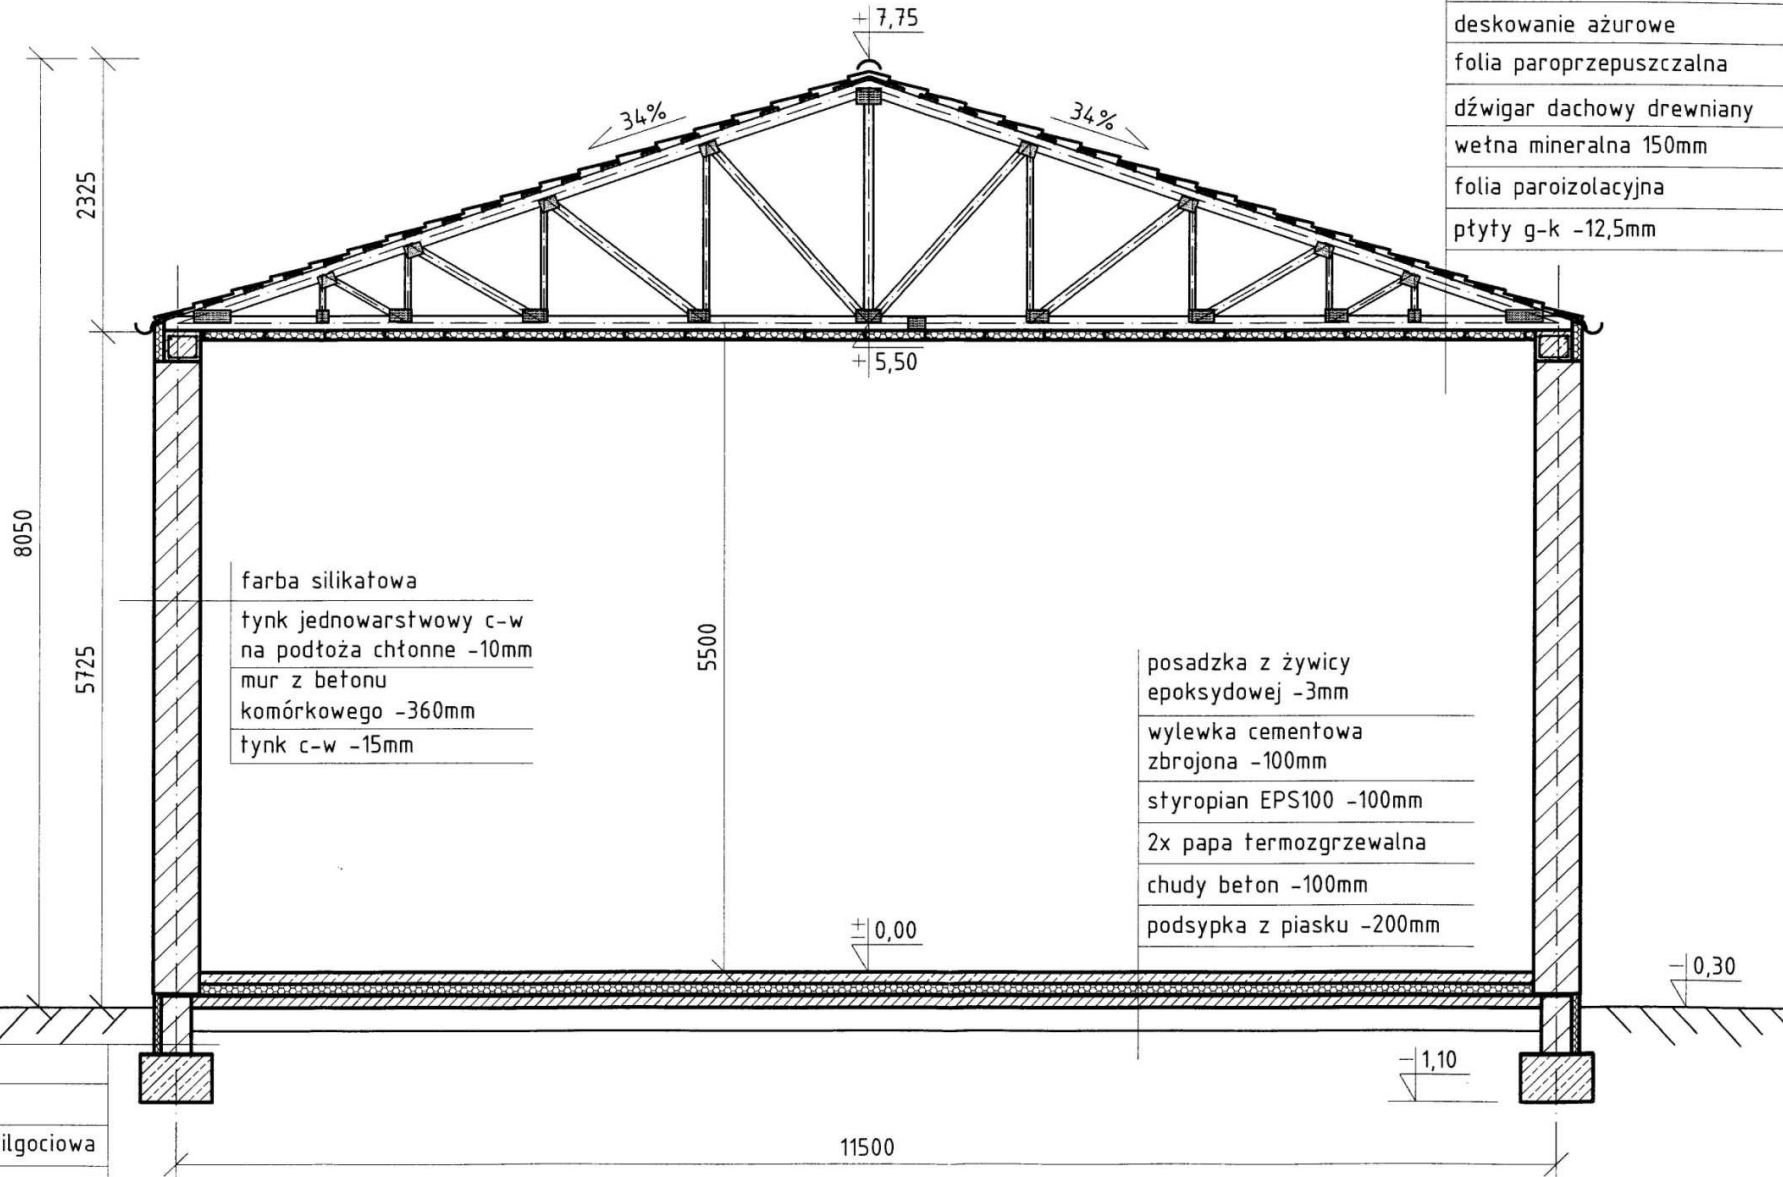 + 7,75
deskowanie ażurowe
folia paroprzepuszczalna
dźwigar dachowy drewniany
wełna mineralna 150mm
folia paroizolacyjna
płyty g-k -12,5mm
34%
34%
2325
+ 5,50
8050
5725
farba silikatowa
tynk jednowarstwowy c-w
na podłoża chłonne -10mm
mur z betonu
komórkowego -360mm
tynk c-w -15mm
5500
posadzka z żywicy
epoksydowej -3mm
wylewka cementowa
zbrojona -100mm
styropian EPS100 -100mm
2x papa termozgrzewalna
chudy beton -100mm
podsypka z piasku -200mm
± 0,00
- 0,30
- 1,10
ilgociowa
11500